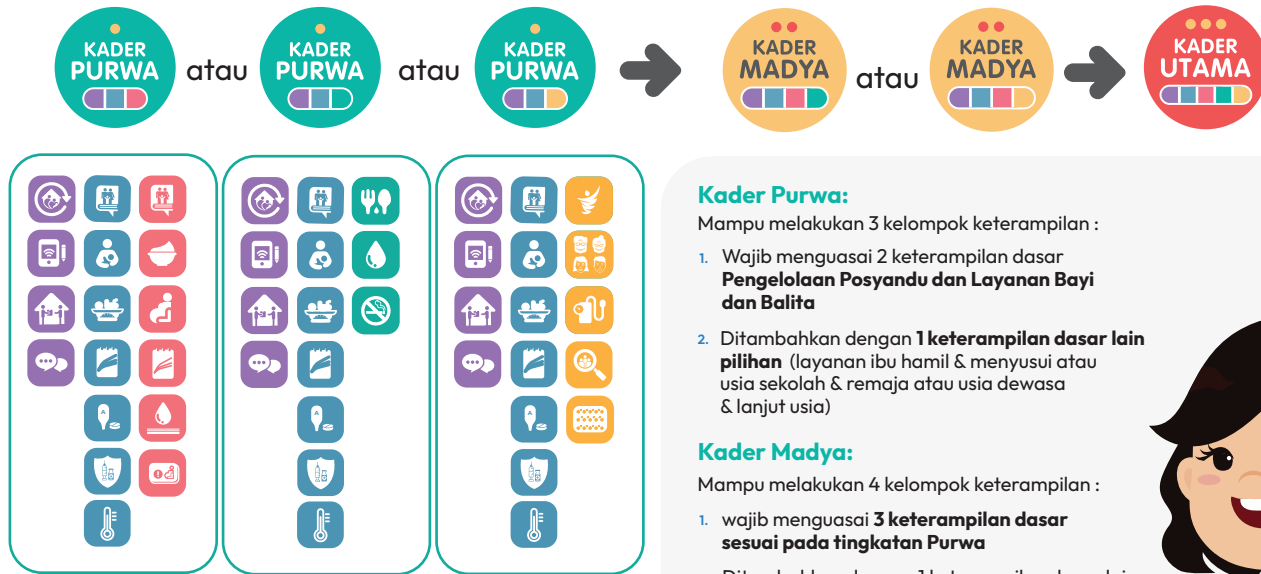 KADER
PURWA
atau
KADER
PURWA
atau
KADER
PURWA
KADER
MADYA
atau
KADER
MADYA
KADER
UTAMA
Kader Purwa:
Mampu melakukan 3 kelompok keterampilan :
1. Wajib menguasai 2 keterampilan dasar
Pengelolaan Posyandu dan Layanan Bayi
dan Balita
2. Ditambahkan dengan 1 keterampilan dasar lain
pilihan (layanan ibu hamil & menyusui atau
usia sekolah & remaja atau usia dewasa
& lanjut usia)
Kader Madya:
Mampu melakukan 4 kelompok keterampilan :
1. wajib menguasai 3 keterampilan dasar
sesuai pada tingkatan Purwa